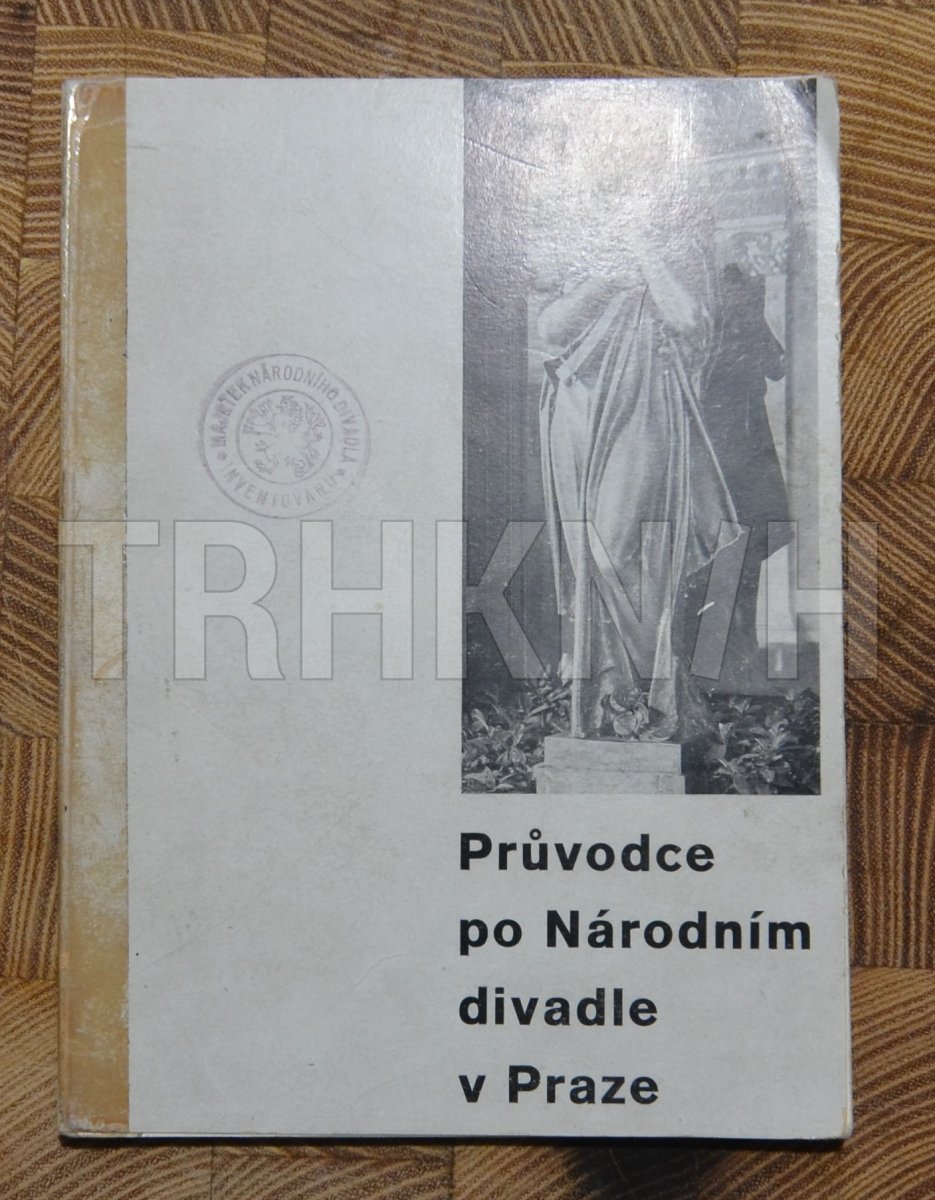 MAJETEK NÁRODNÍHO DIVADLA
INVENTOVÁNO
TRHKNIH
Průvodce
po Národním
divadle
v Praze